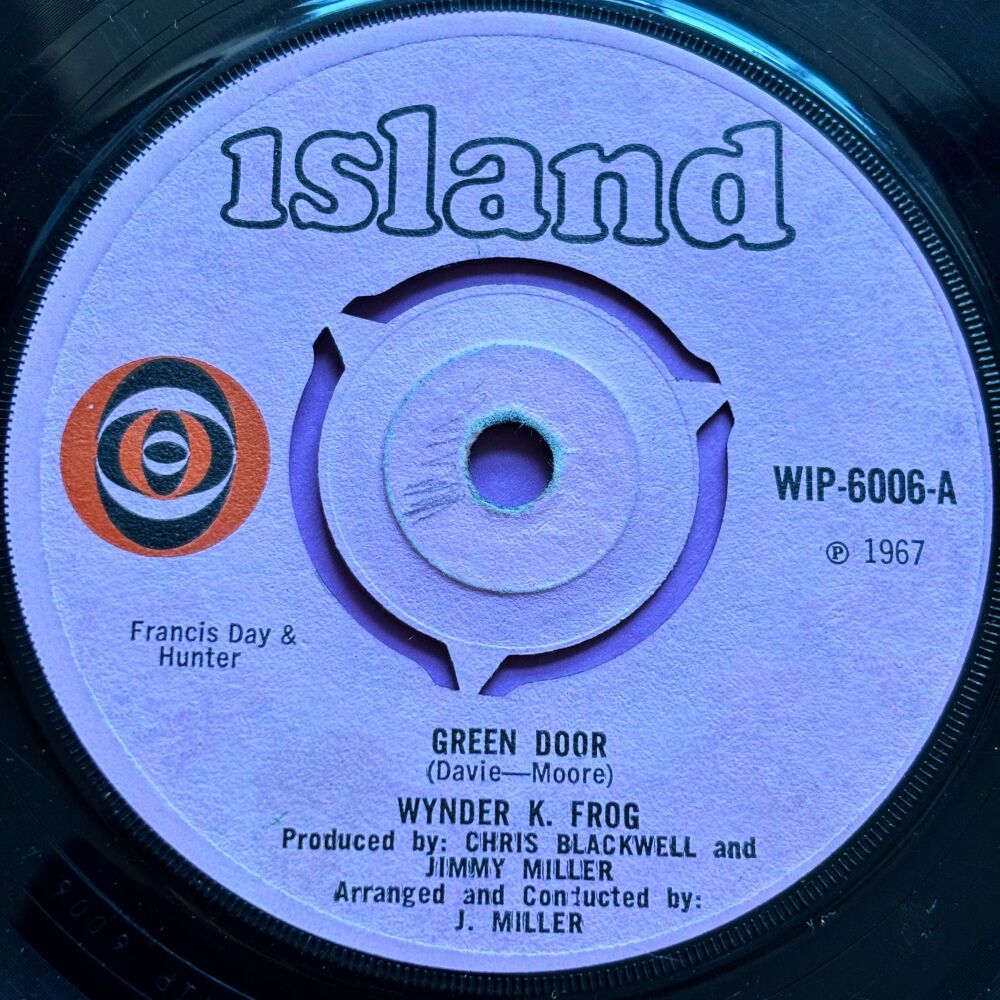 island
WIP-6006-A
℗ 1967
Francis Day &
Hunter
GREEN DOOR
(Davie—Moore)
WYNDER K. FROG
Produced by: CHRIS BLACKWELL and
JIMMY MILLER
Arranged and Conducted by:
J. MILLER